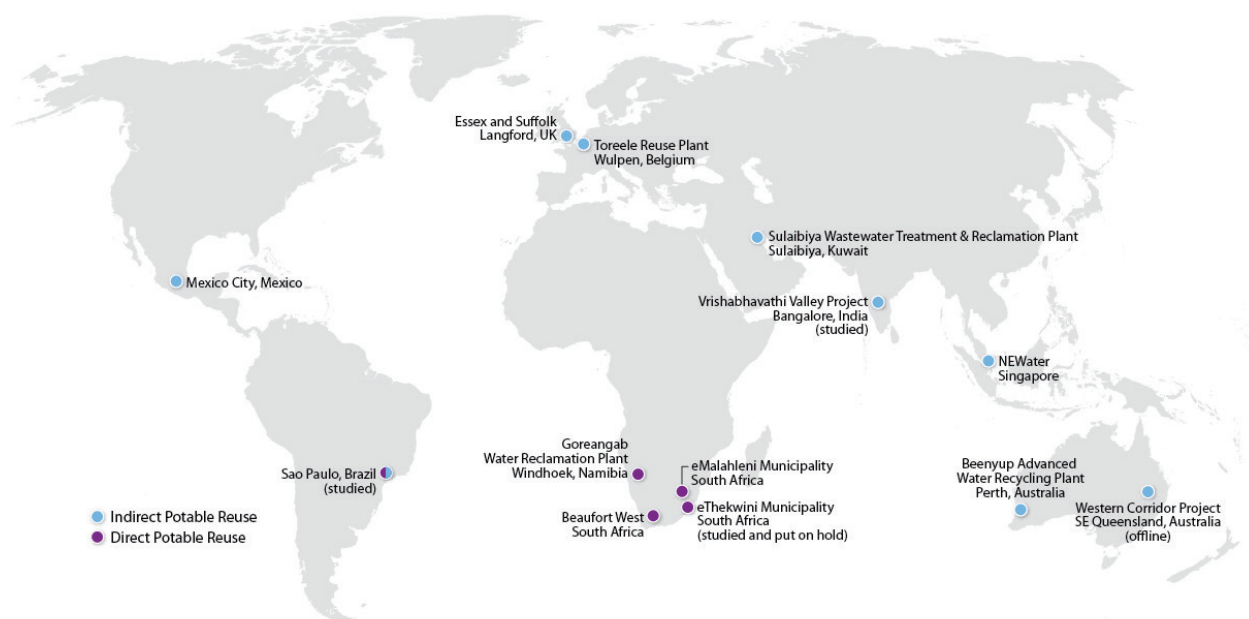 Essex and Suffolk
Langford, UK
Toreele Reuse Plant
Wulpen, Belgium
Sulaibiya Wastewater Treatment & Reclamation Plant
Sulaibiya, Kuwait
Mexico City, Mexico
Vrishabhavathi Valley Project
Bangalore, India
(studied)
NEWater
Singapore
Goreangab
Water Reclamation Plant
Windhoek, Namibia
eMalahleni Municipality
South Africa
Sao Paulo, Brazil
(studied)
Beaufort West
South Africa
eThekwini Municipality
South Africa
(studied and put on hold)
Beenyup Advanced
Water Recycling Plant
Perth, Australia
Western Corridor Project
SE Queensland, Australia
(offline)
Indirect Potable Reuse
Direct Potable Reuse